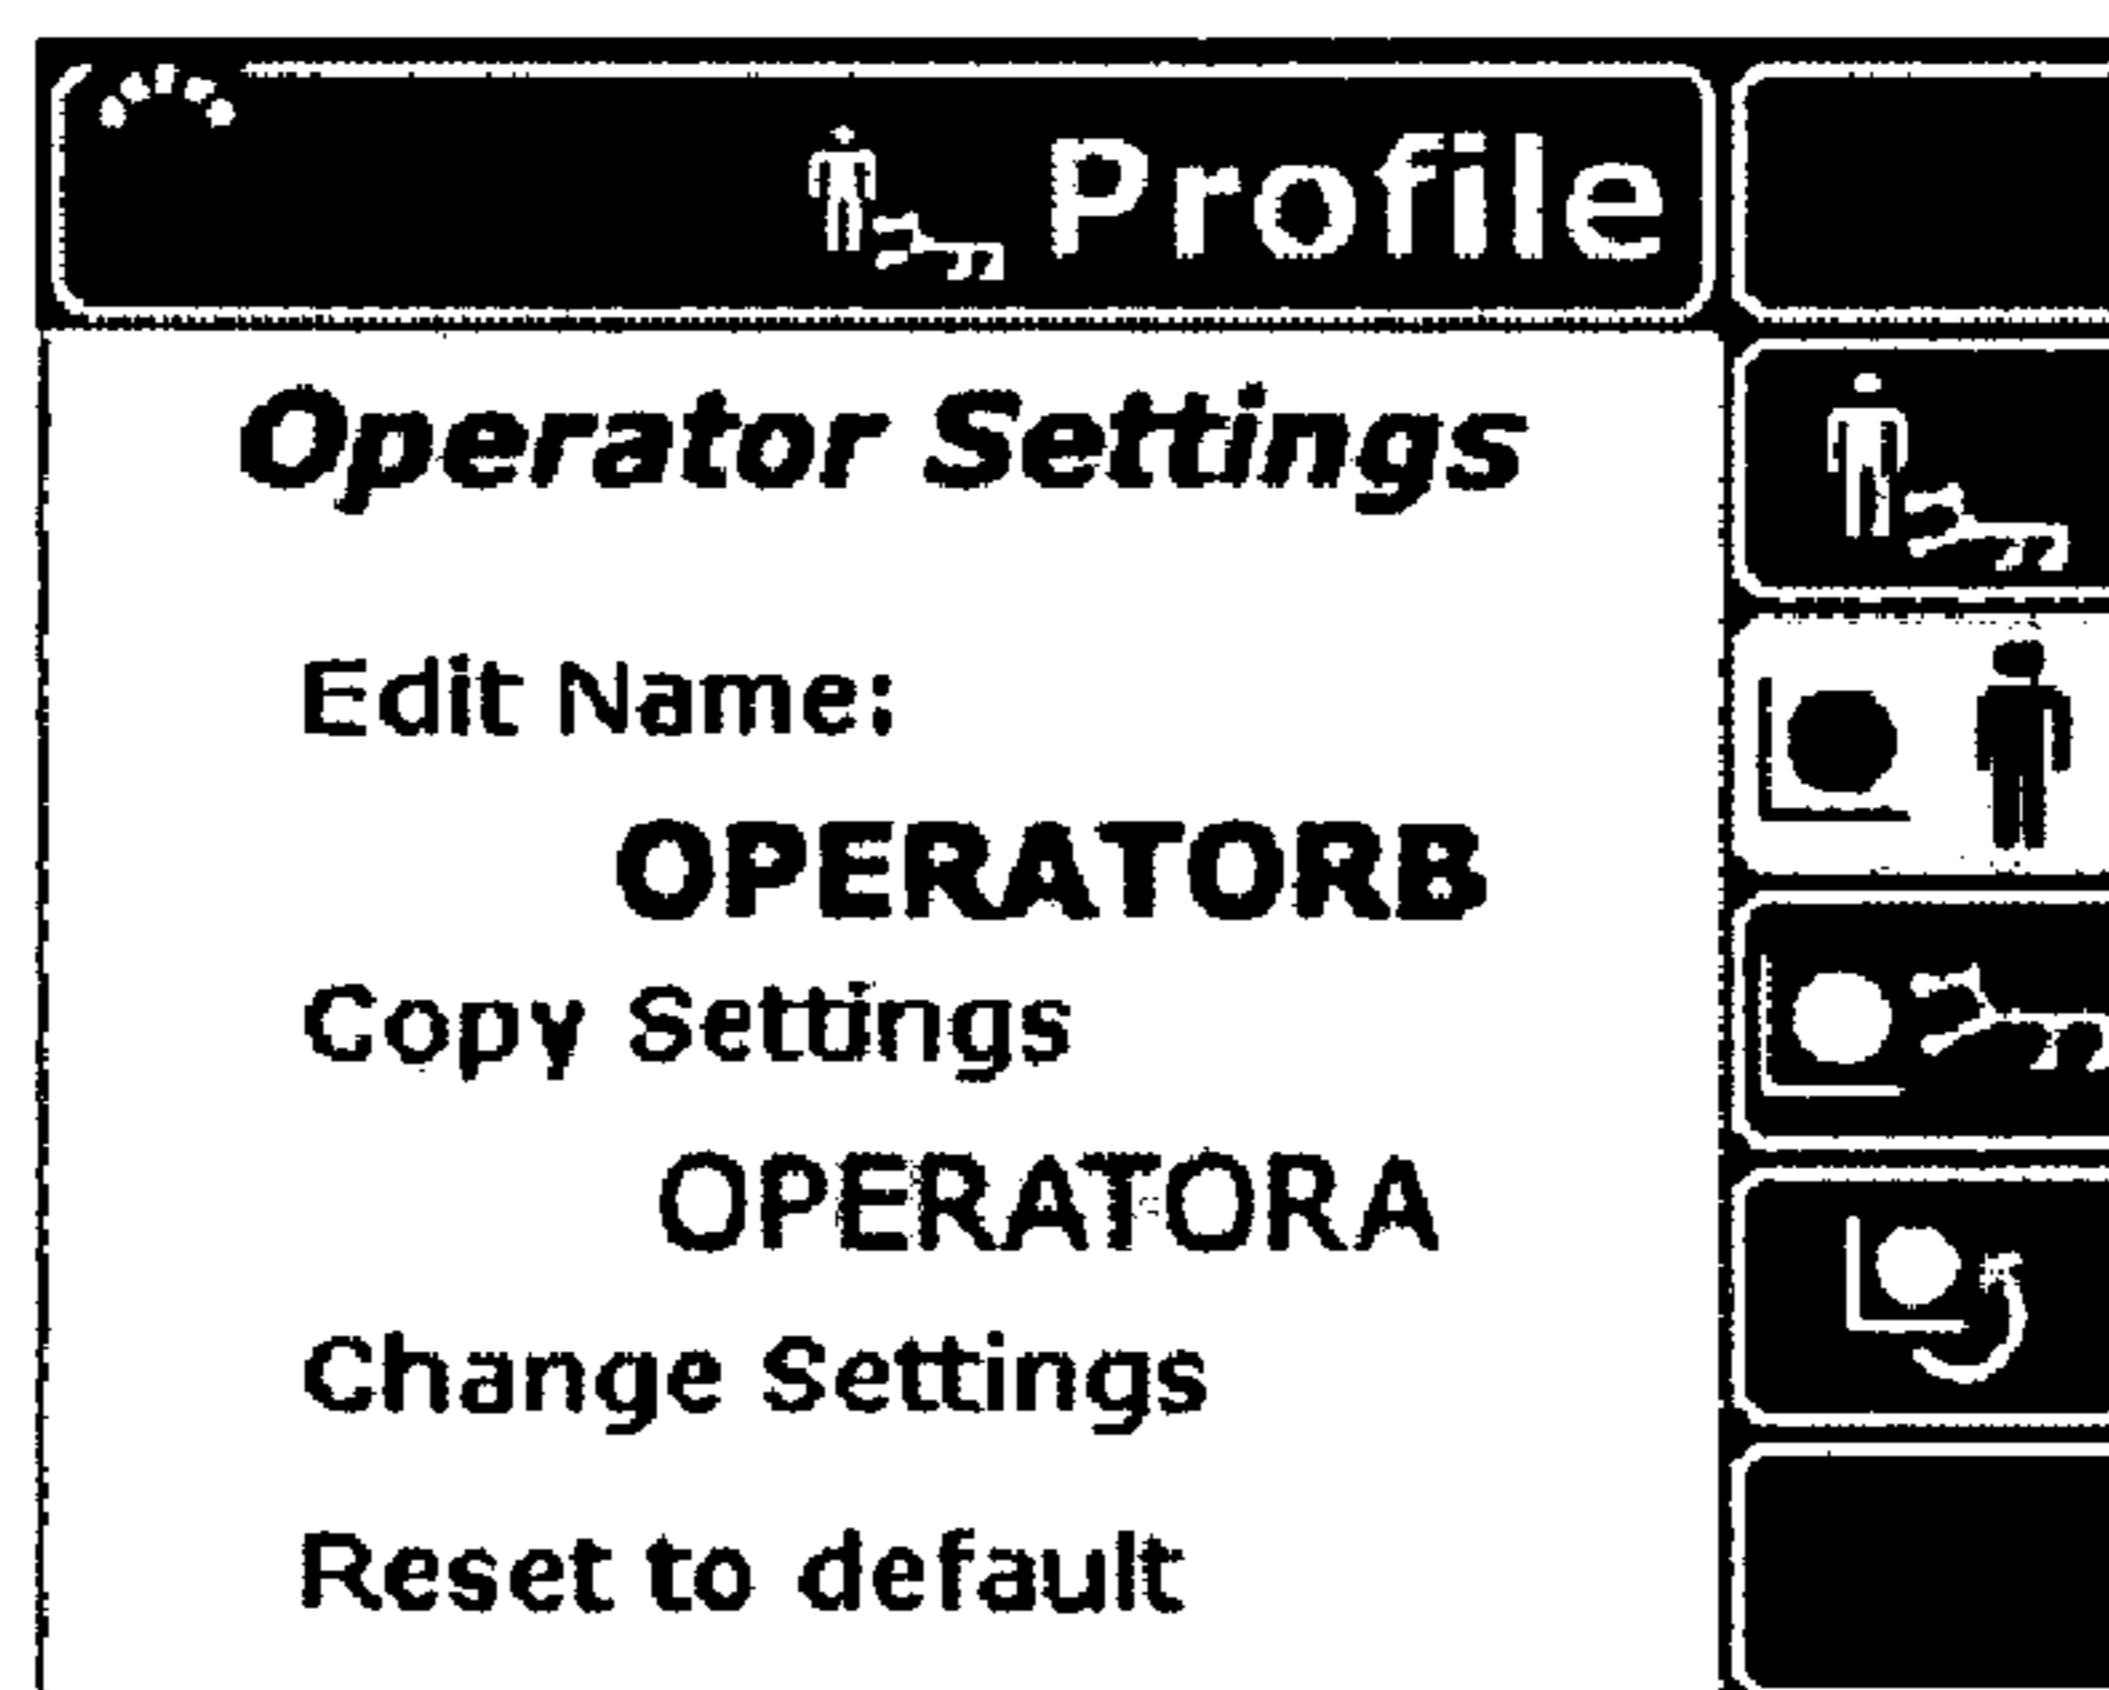 Profile
Operator Settings
Edit Name:
OPERATORB
Copy Settings
OPERATORA
Change Settings
Reset to default